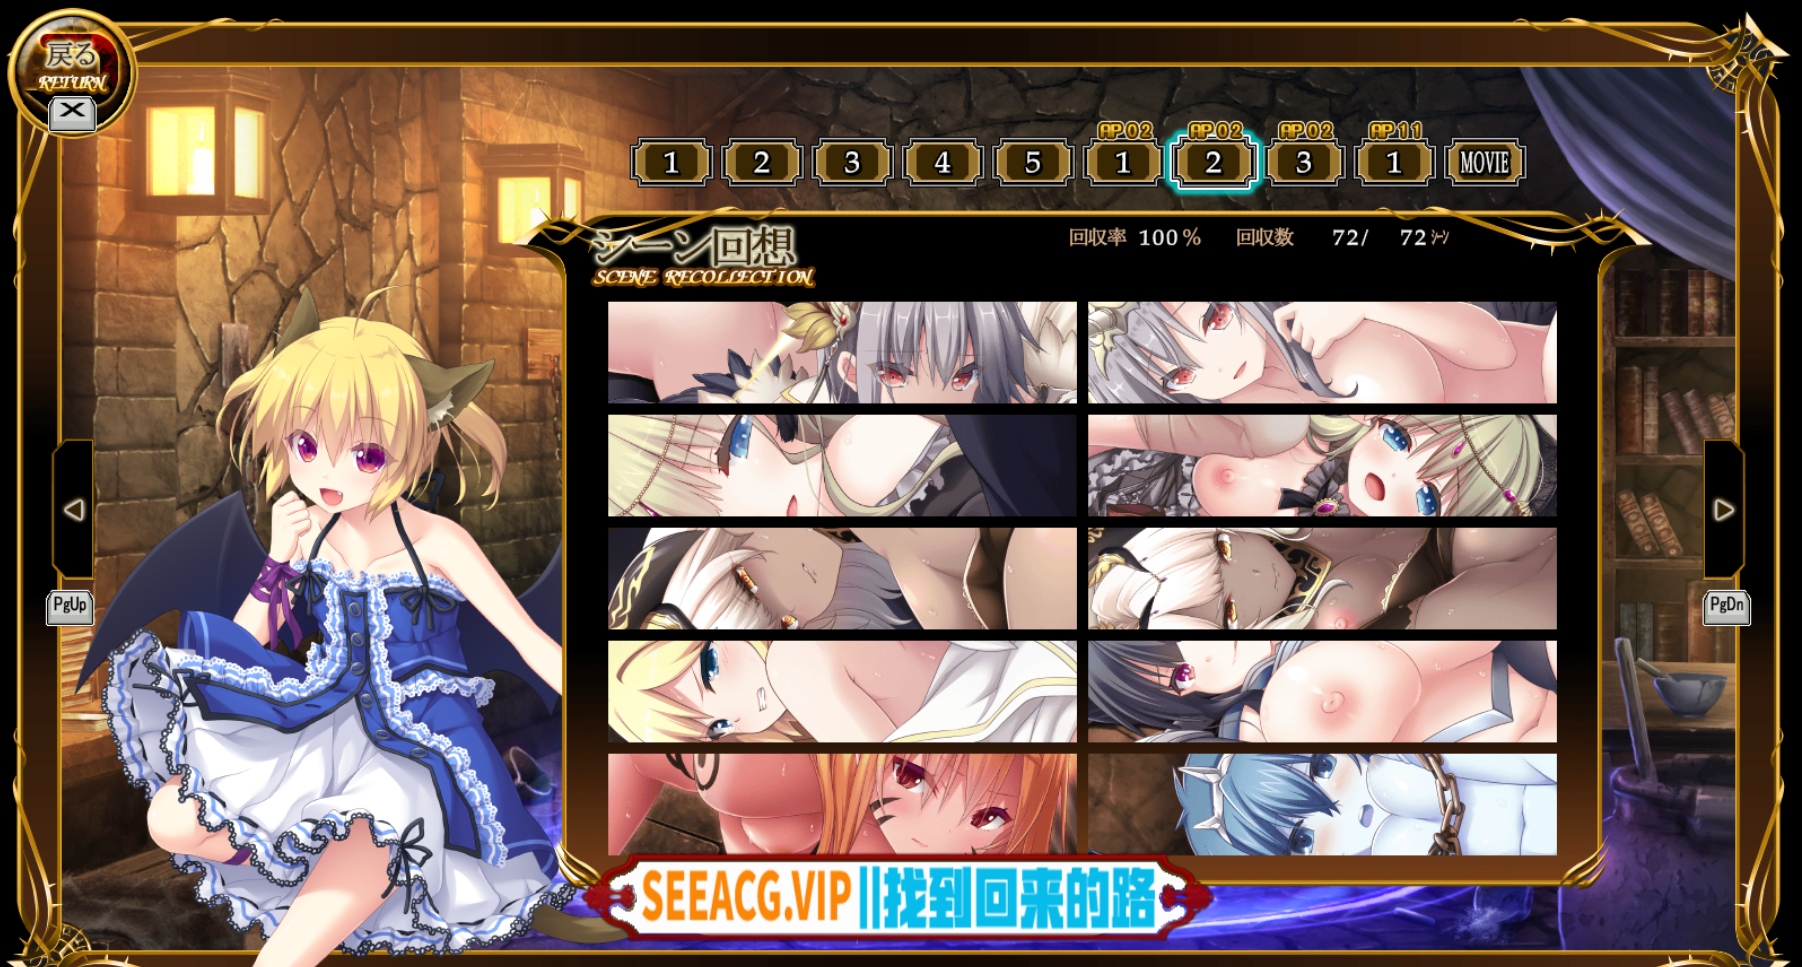 戻る
RETURN
X
AP02 AP02 AP02 AP11
1 2 3 4 5 1 2 3 1 MOVIE
シーン回想
SCENE RECOLLECTION
回収率 100% 回収数 72/ 72シーン
PgUp
PgDn
SEEACG.VIP||找到回来的路